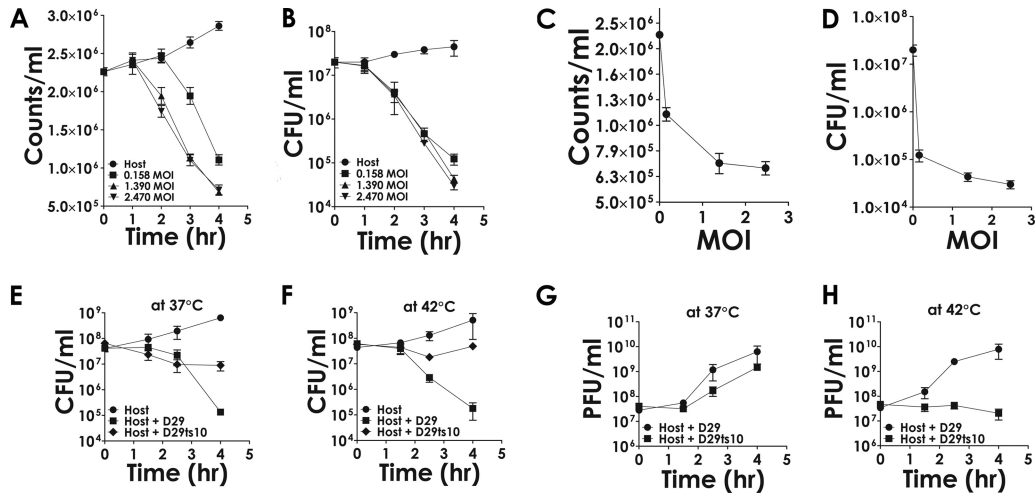 A
Counts/ml
3.0×10⁶
2.5×10⁶
2.0×10⁶
1.5×10⁶
1.0×10⁶
5.0×10⁵
Host
0.158 MOI
1.390 MOI
2.470 MOI
0 1 2 3 4 5
Time (hr)
B
CFU/ml
10⁸
10⁷
10⁶
10⁵
10⁴
Host
0.158 MOI
1.390 MOI
2.470 MOI
0 1 2 3 4 5
Time (hr)
C
Counts/ml
2.5×10⁶
2.0×10⁶
1.6×10⁶
1.3×10⁶
1.0×10⁶
7.9×10⁵
6.3×10⁵
5.0×10⁵
0 1 2 3
MOI
D
CFU/ml
1.0×10⁸
1.0×10⁷
1.0×10⁶
1.0×10⁵
1.0×10⁴
0 1 2 3
MOI
E
at 37°C
CFU/ml
10⁹
10⁸
10⁷
10⁶
10⁵
10⁴
Host
Host + D29
Host + D29ts10
0 1 2 3 4 5
Time (hr)
F
at 42°C
CFU/ml
10⁹
10⁸
10⁷
10⁶
10⁵
10⁴
Host
Host + D29
Host + D29ts10
0 1 2 3 4 5
Time (hr)
G
at 37°C
PFU/ml
10¹¹
10¹⁰
10⁹
10⁸
10⁷
10⁶
Host + D29
Host + D29ts10
0 1 2 3 4 5
Time (hr)
H
at 42°C
PFU/ml
10¹¹
10¹⁰
10⁹
10⁸
10⁷
10⁶
Host + D29
Host + D29ts10
0 1 2 3 4 5
Time (hr)